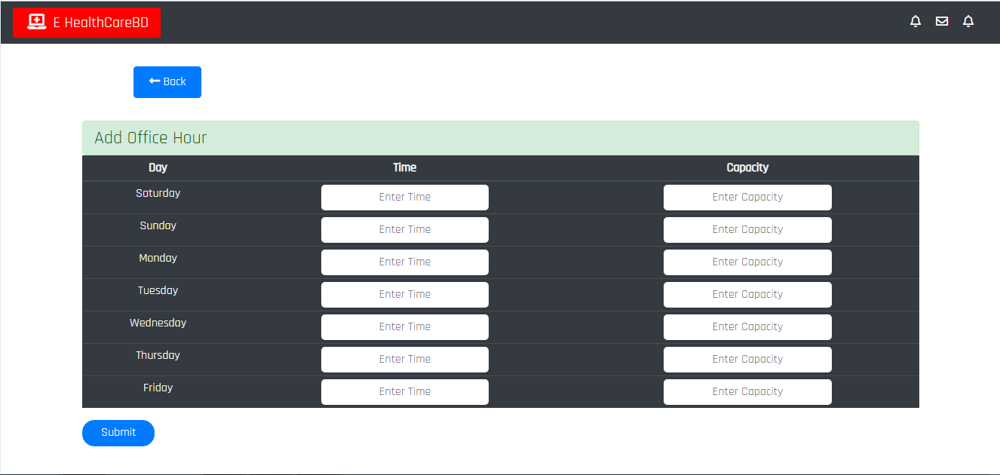 E HealthCareBD
Back
Add Office Hour
Day Time Capacity
Saturday Enter Time Enter Capacity
Sunday Enter Time Enter Capacity
Monday Enter Time Enter Capacity
Tuesday Enter Time Enter Capacity
Wednesday Enter Time Enter Capacity
Thursday Enter Time Enter Capacity
Friday Enter Time Enter Capacity
Submit